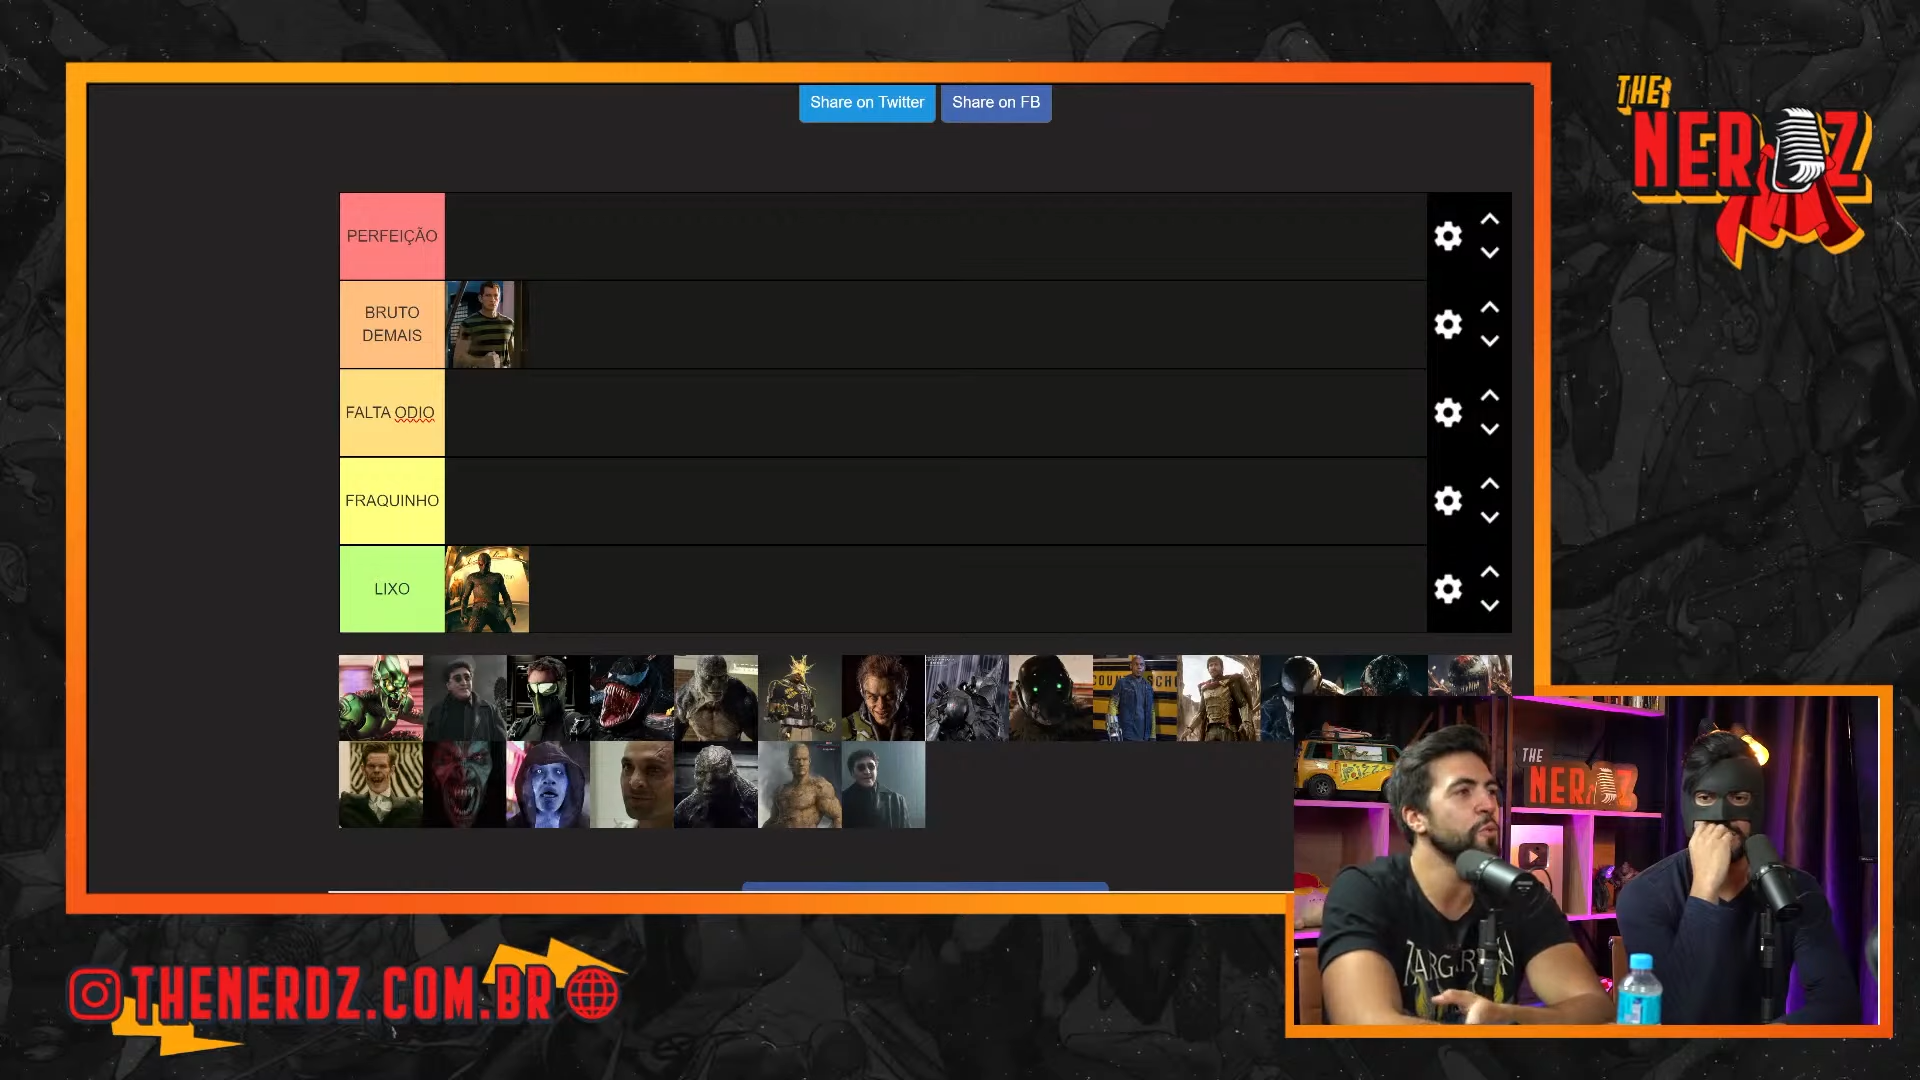 Share on Twitter
Share on FB
THE
NERDZ
PERFEIÇÃO
BRUTO
DEMAIS
FALTA ODIO
FRAQUINHO
LIXO
THE
NERDZ
THENERDZ.COM.BR